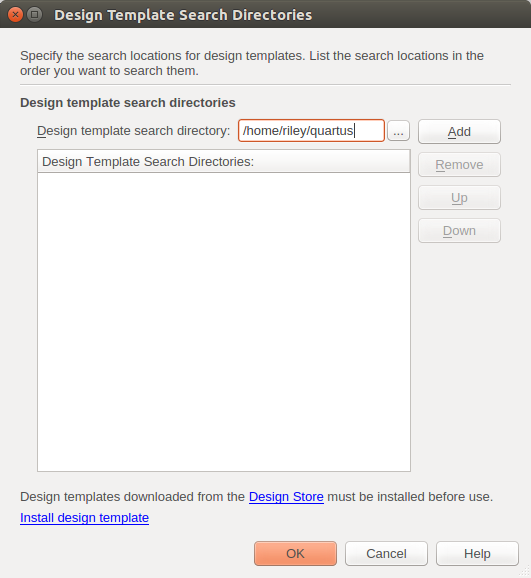 Design Template Search Directories
Specify the search locations for design templates. List the search locations in the
order you want to search them.
Design template search directories
Design template search directory: /home/riley/quartus ... Add
Design Template Search Directories:
Remove
Up
Down
Design templates downloaded from the Design Store must be installed before use.
Install design template
OK Cancel Help